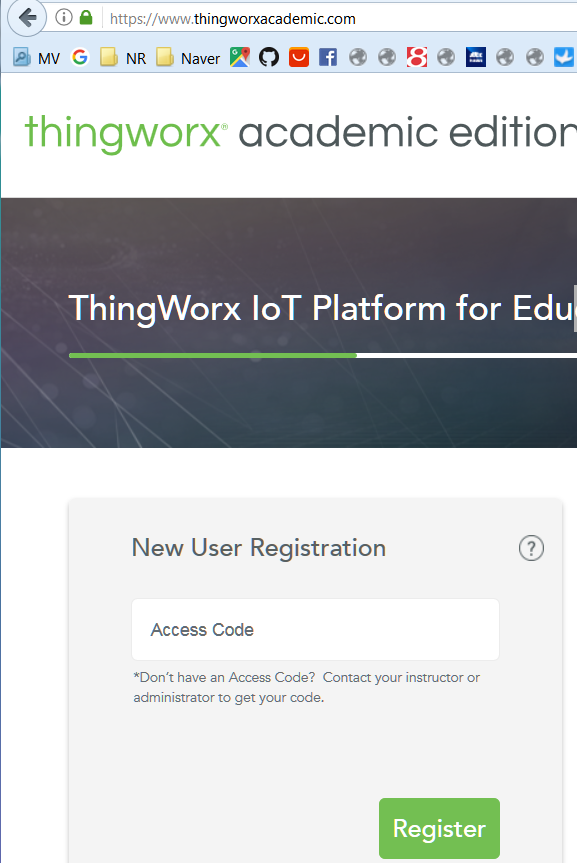 https://www.thingworxacademic.com
MV NR Naver
thingworx® academic edition
ThingWorx IoT Platform for Edu
New User Registration
?
Access Code
*Don't have an Access Code? Contact your instructor or
administrator to get your code.
Register